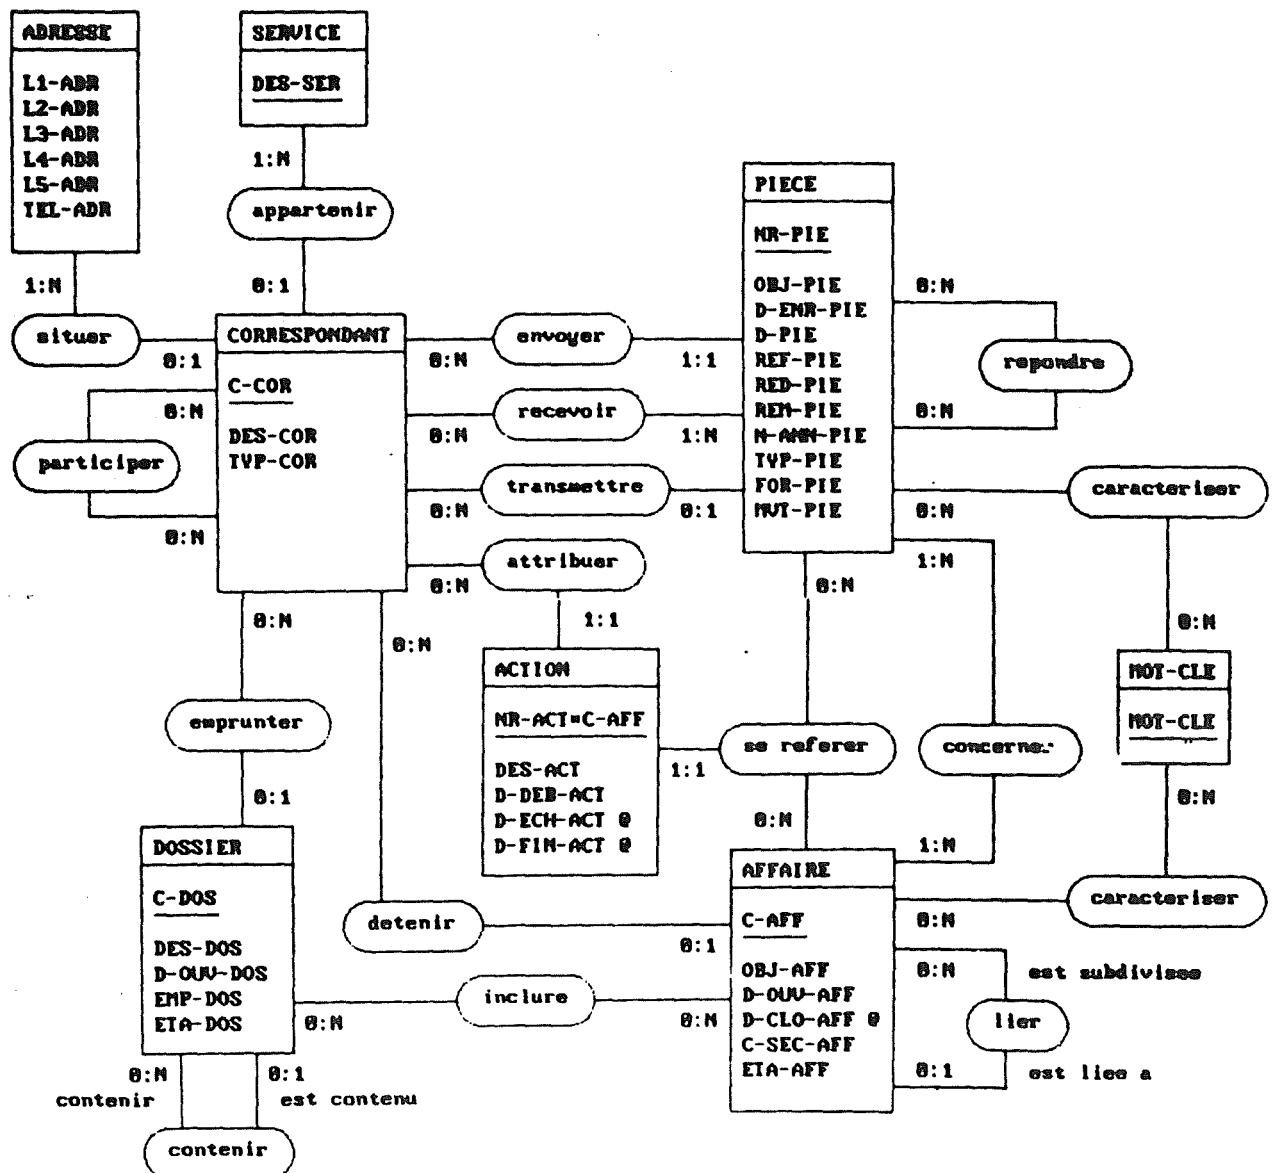 ADRESSE
L1-ADR
L2-ADR
L3-ADR
L4-ADR
L5-ADR
TEL-ADR
SERVICE
DES-SER
1:N
appartenir
0:1
1:N
situer
0:1
CORRESPONDANT
C-COR
DES-COR
TYP-COR
0:N
participer
0:N
0:N
envoyer
1:1
0:N
recevoir
1:N
0:N
transmettre
0:1
0:N
attribuer
1:1
PIECE
NR-PIE
OBJ-PIE
D-ENR-PIE
D-PIE
REF-PIE
RED-PIE
REM-PIE
N-ANN-PIE
TYP-PIE
FOR-PIE
MVT-PIE
0:N
repondre
0:N
0:N
caracteriser
0:N
1:N
0:N
MOT-CLE
MOT-CLE
0:N
caracteriser
0:N
ACTION
NR-ACT*C-AFF
DES-ACT
D-DEB-ACT
D-ECH-ACT @
D-FIN-ACT @
1:1
se referer
0:N
concerner
1:N
0:N
0:N
emprunter
0:1
detenir
0:1
DOSSIER
C-DOS
DES-DOS
D-OUV-DOS
EMP-DOS
ETA-DOS
0:N
inclure
0:N
AFFAIRE
C-AFF
OBJ-AFF
D-OUV-AFF
D-CLO-AFF @
C-SEC-AFF
ETA-AFF
0:N
est subdivisee
lier
0:1
est liee a
0:N
contenir
0:1
est contenu
contenir